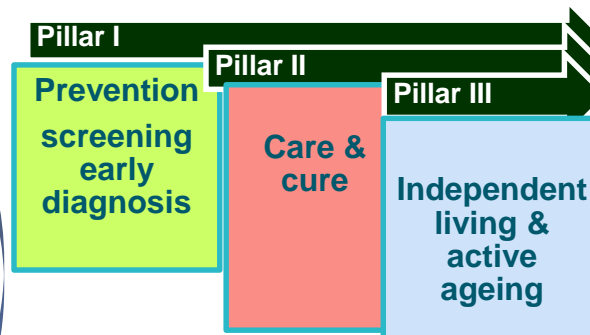 Pillar I
Prevention
screening
early
diagnosis
Pillar II
Care &
cure
Pillar III
Independent
living &
active
ageing